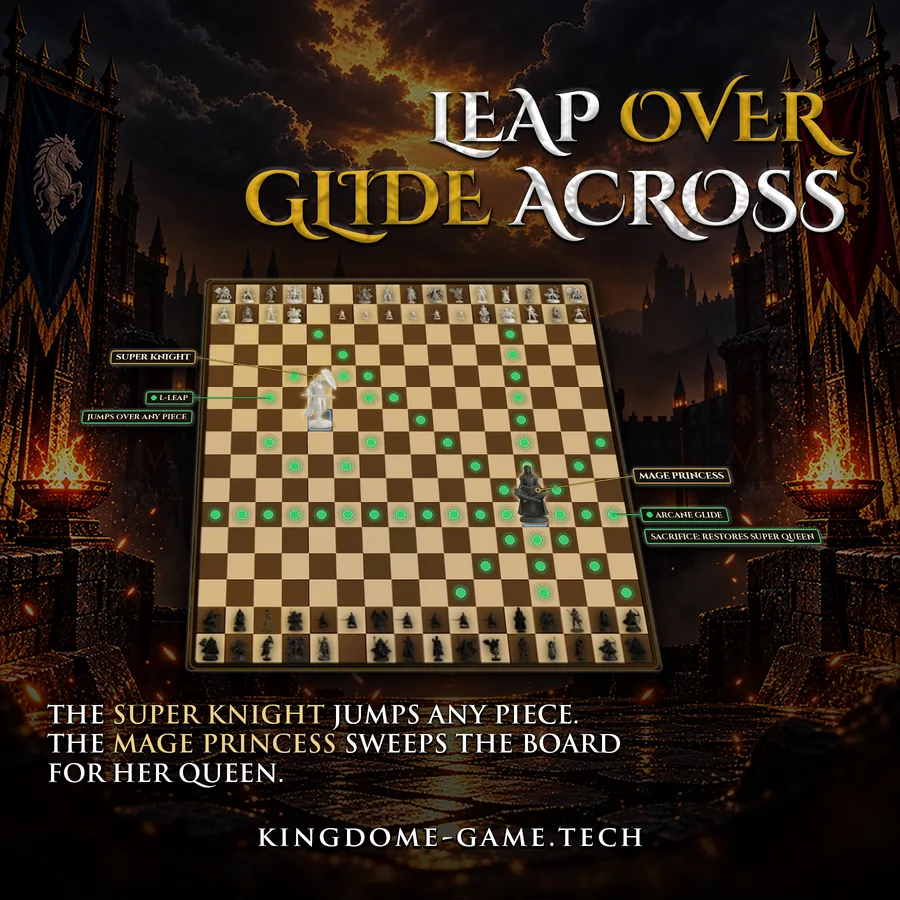 LEAP OVER
GLIDE ACROSS
SUPER KNIGHT
L-LEAP
JUMPS OVER ANY PIECE
MAGE PRINCESS
ARCANE GLIDE
SACRIFICE: RESTORES SUPER QUEEN
THE SUPER KNIGHT JUMPS ANY PIECE.
THE MAGE PRINCESS SWEEPS THE BOARD
FOR HER QUEEN.
KINGDOME-GAME.TECH